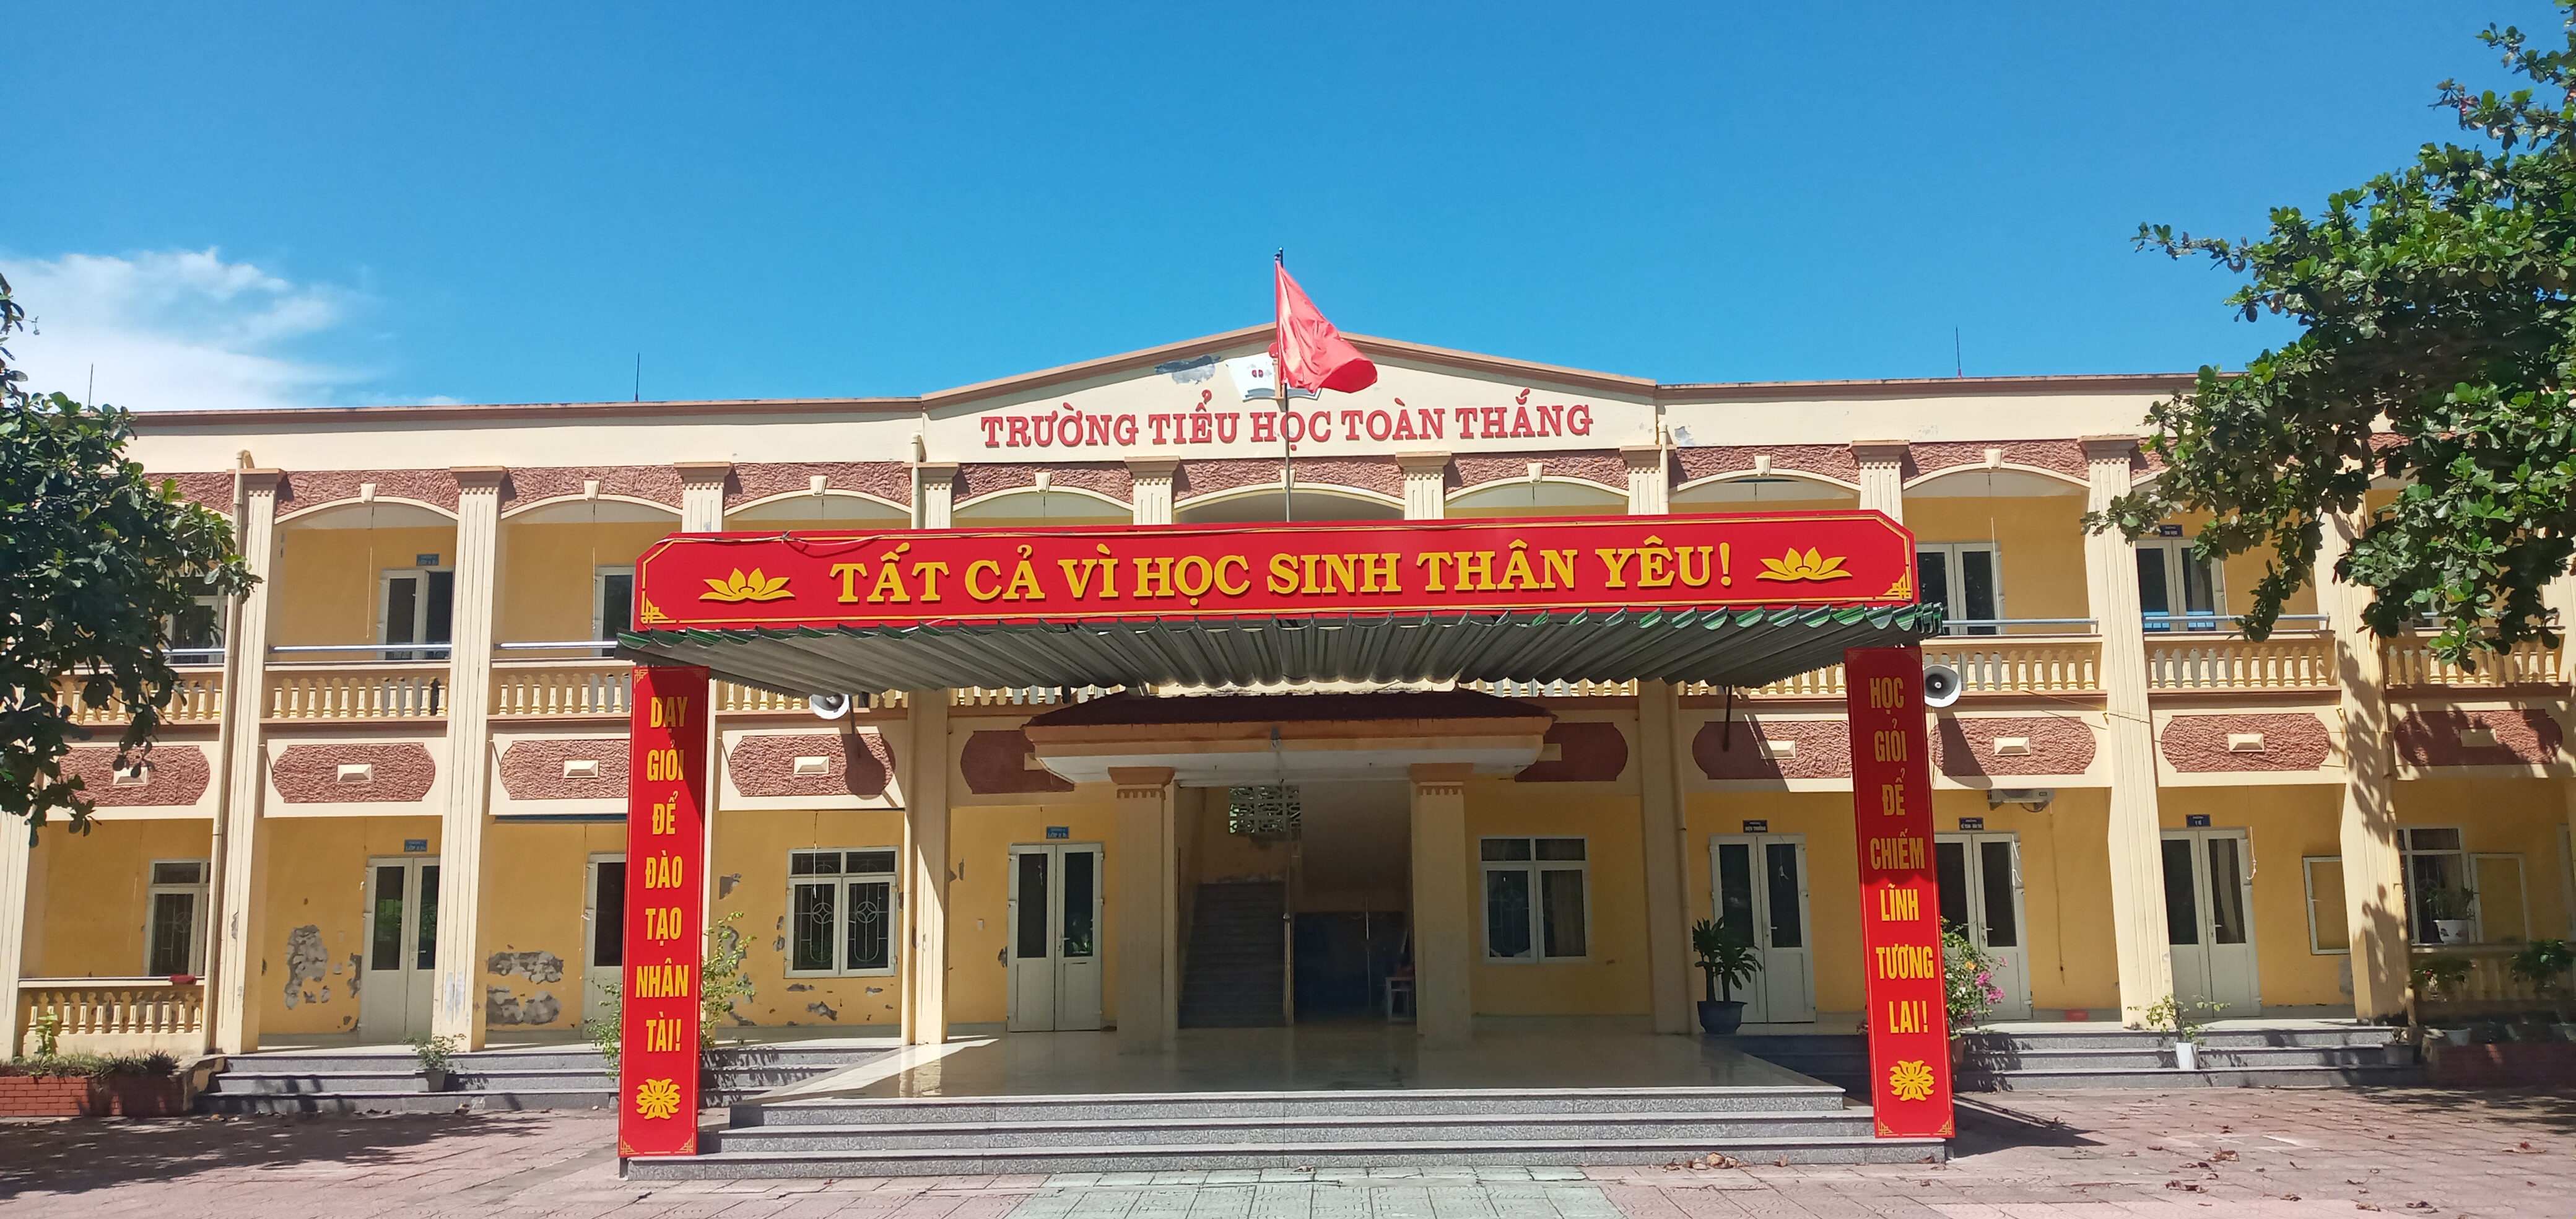 TRƯỜNG TIỂU HỌC TOÀN THẮNG
TẤT CẢ VÌ HỌC SINH THÂN YÊU!
DẠY
GIỎI
ĐỂ
ĐÀO
TẠO
NHÂN
TÀI!
HỌC
GIỎI
ĐỂ
CHIẾM
LĨNH
TƯƠNG
LAI!